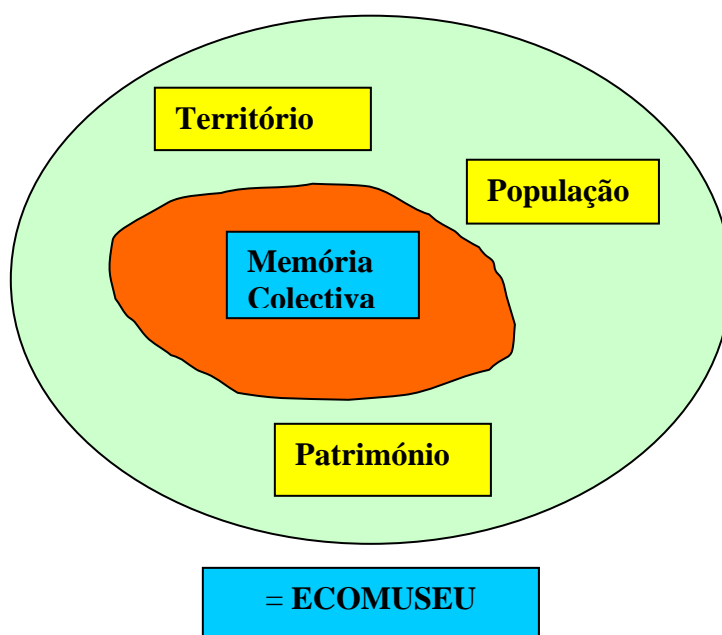 Território
População
Memória
Colectiva
Património
= ECOMUSEU